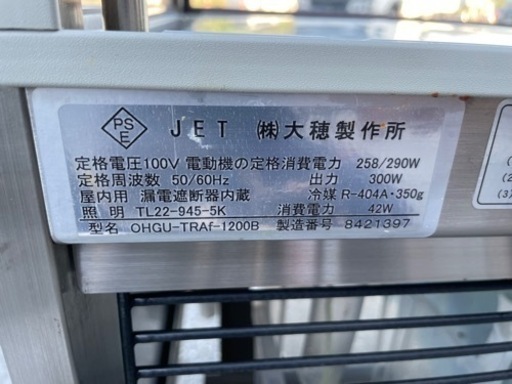 PS
E
JET ㈱大穂製作所
定格電圧100V 電動機の定格消費電力 258/290W
定格周波数 50/60Hz 出力 300W
屋内用 漏電遮断器内蔵 冷媒 R-404A・350g
照明 TL22-945-5K 消費電力 42W
型名 OHGU-TRAf-1200B 製造番号 8421397
(2)
(3)